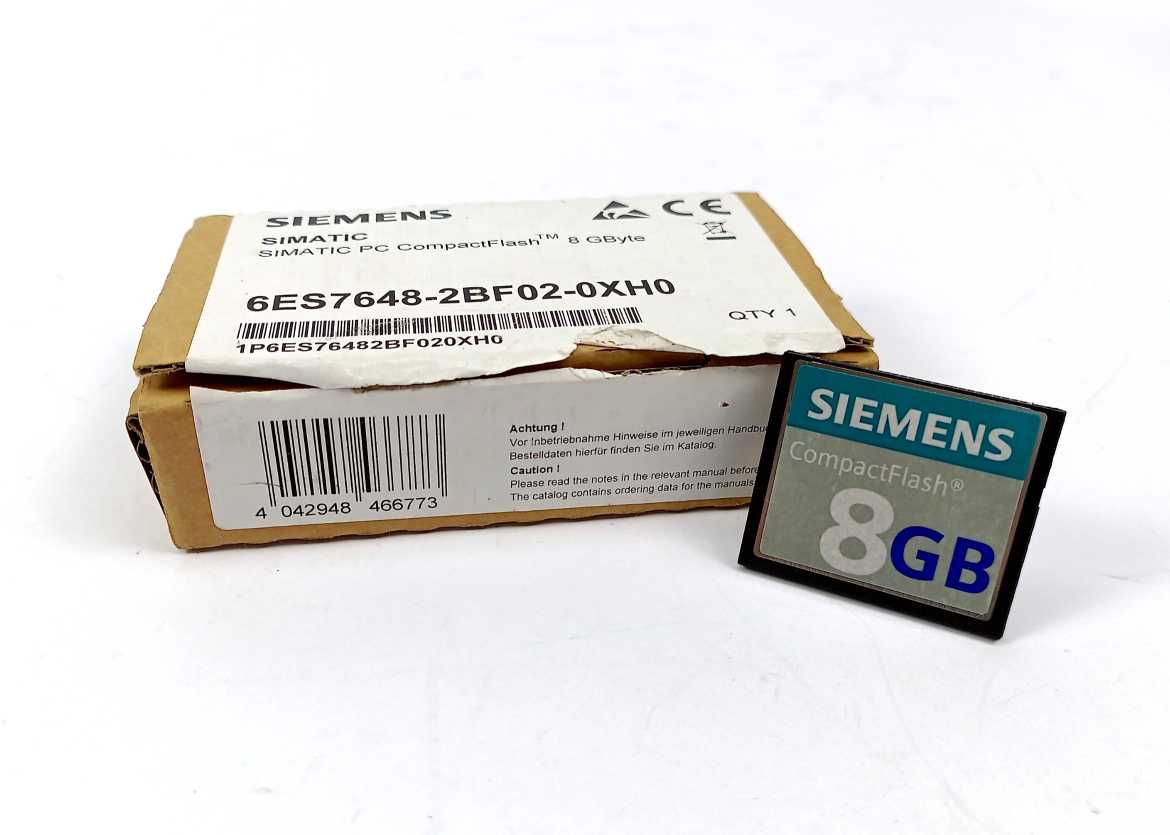 SIEMENS
SIMATIC
SIMATIC PC CompactFlash™ 8 GByte
6ES7648-2BF02-0XH0
1P6ES76482BF020XH0
QTY 1
CE
4 042948 466773
Achtung !
Vor Inbetriebnahme Hinweise im jeweiligen Handbu
Bestelldaten hierfür finden Sie im Katalog.
Caution !
Please read the notes in the relevant manual before
The catalog contains ordering data for the manuals
SIEMENS
CompactFlash®
8GB